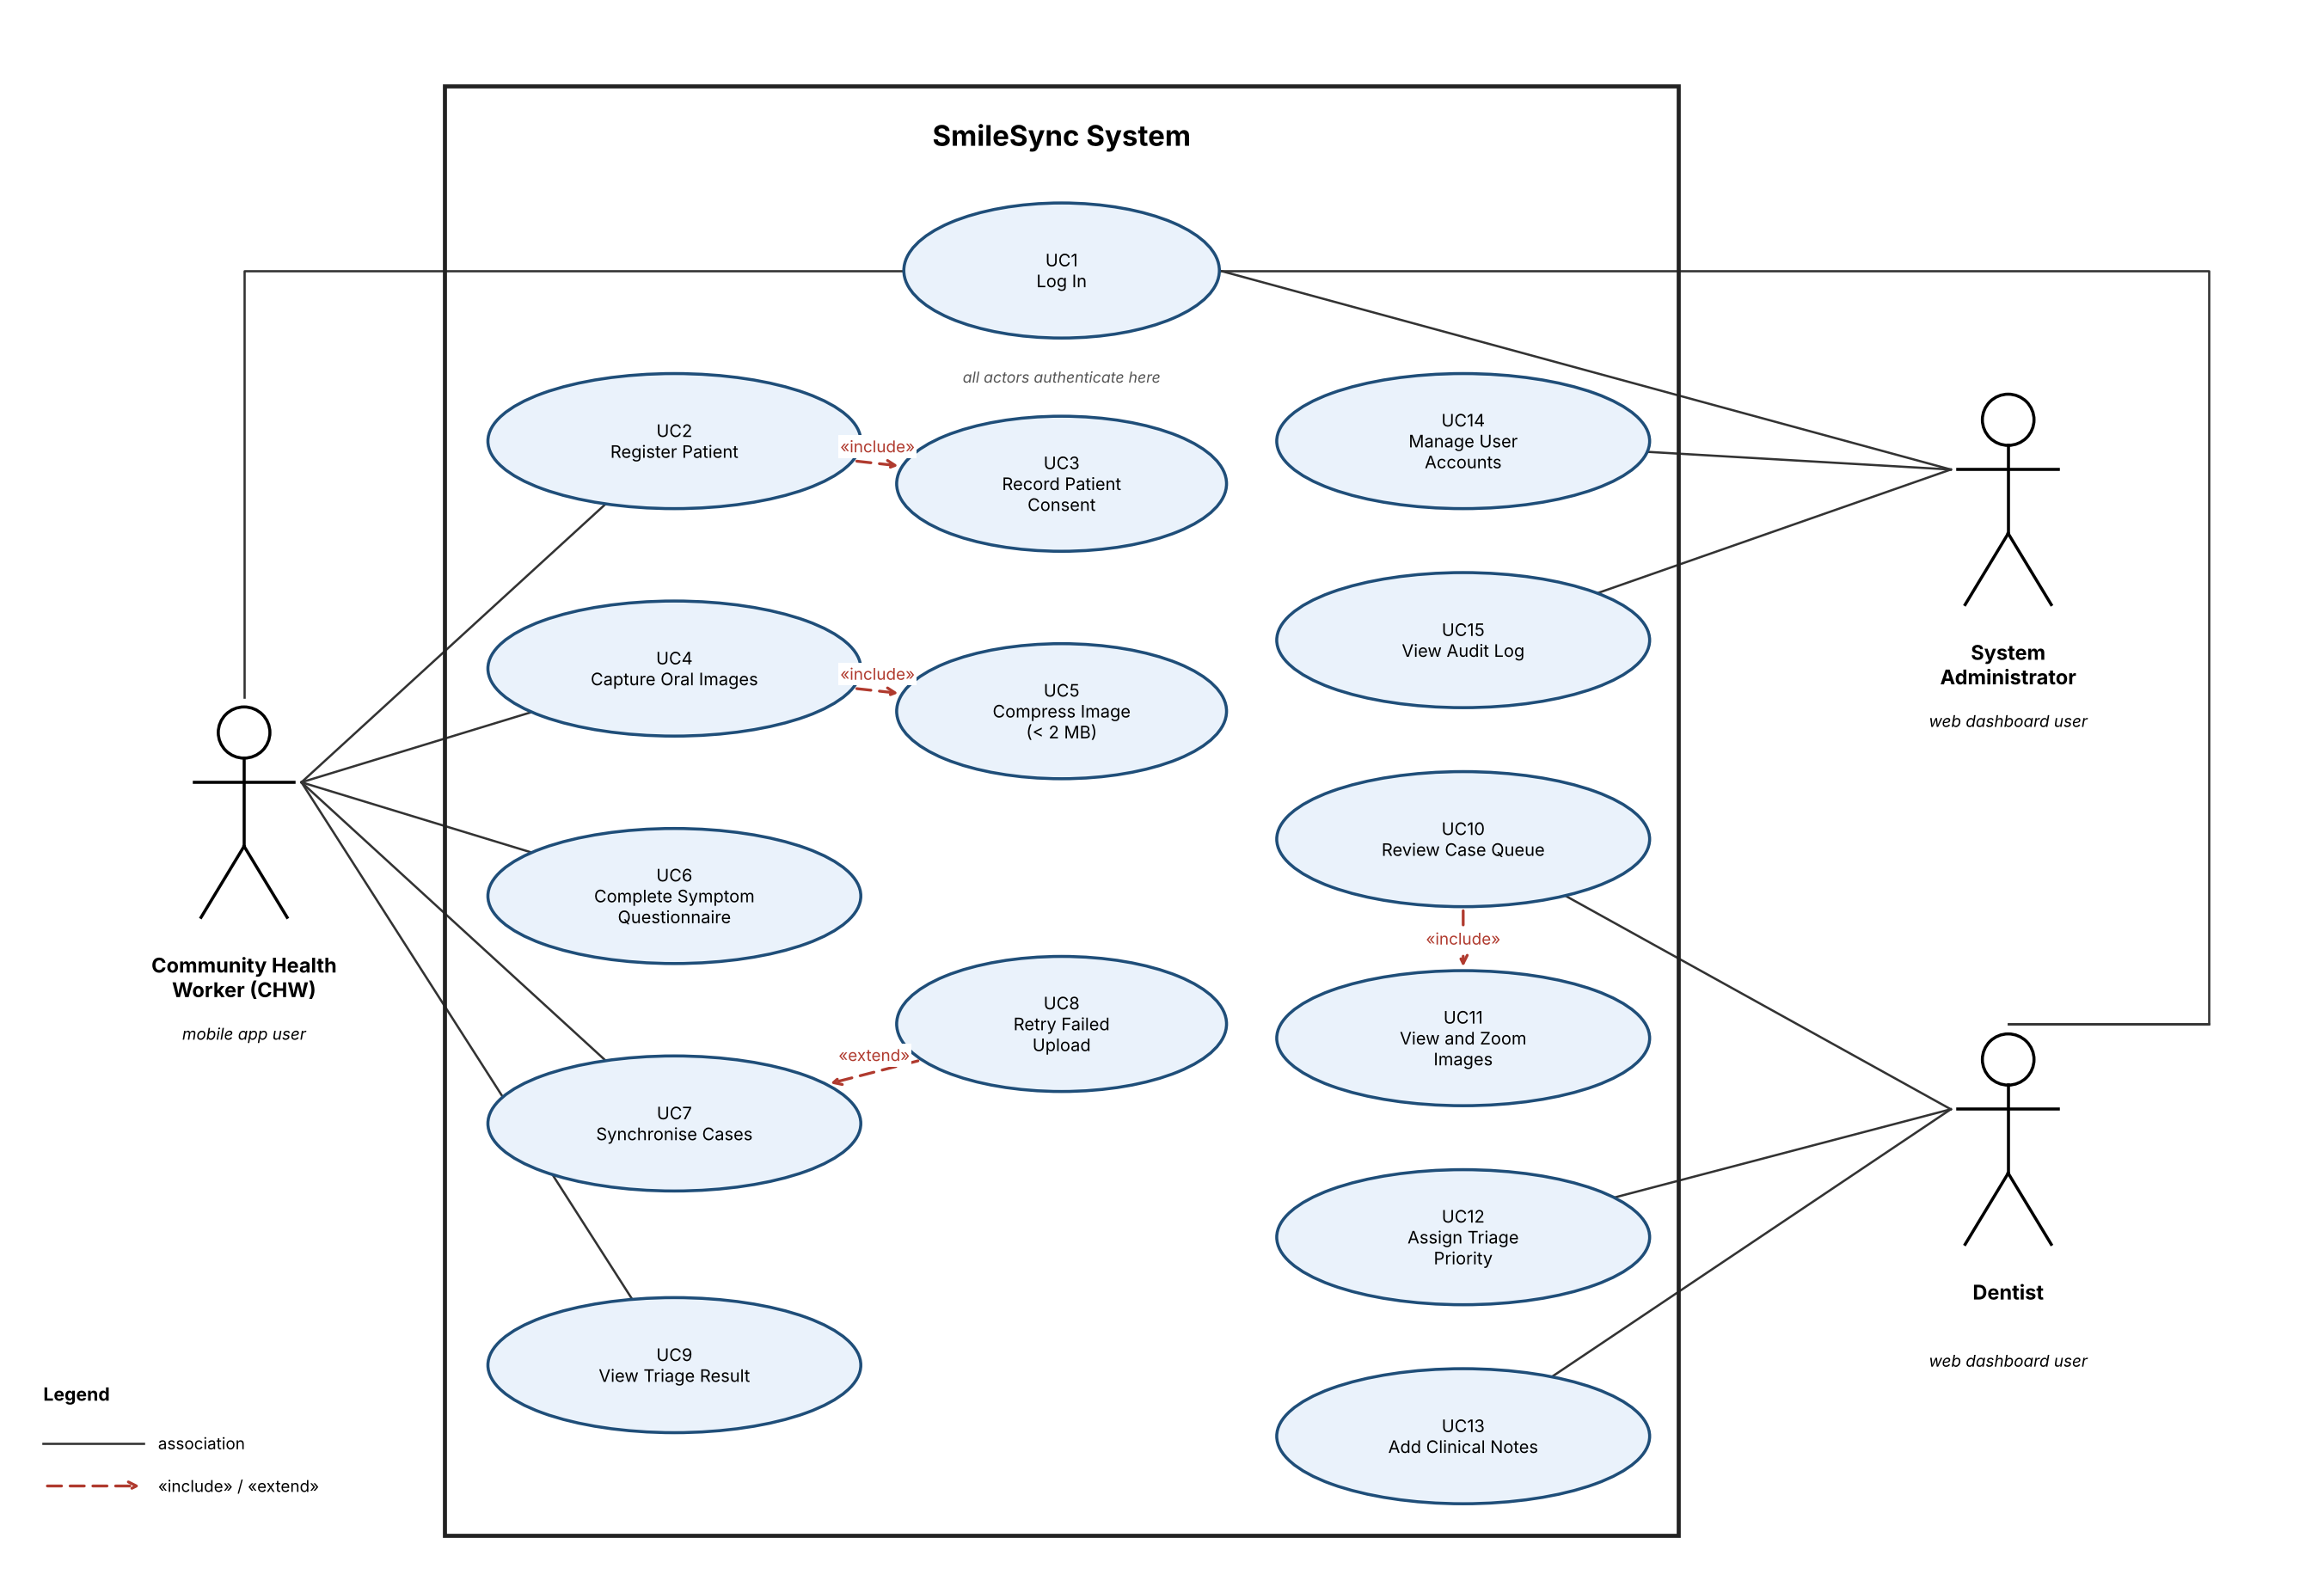 SmileSync System
UC1
Log In
all actors authenticate here
UC2
Register Patient
«include»
UC3
Record Patient
Consent
UC14
Manage User
Accounts
UC4
Capture Oral Images
«include»
UC5
Compress Image
(< 2 MB)
UC15
View Audit Log
System
Administrator
web dashboard user
UC6
Complete Symptom
Questionnaire
UC10
Review Case Queue
«include»
Community Health
Worker (CHW)
mobile app user
UC8
Retry Failed
Upload
«extend»
UC11
View and Zoom
Images
UC7
Synchronise Cases
UC12
Assign Triage
Priority
Dentist
web dashboard user
UC9
View Triage Result
UC13
Add Clinical Notes
Legend
association
«include» / «extend»